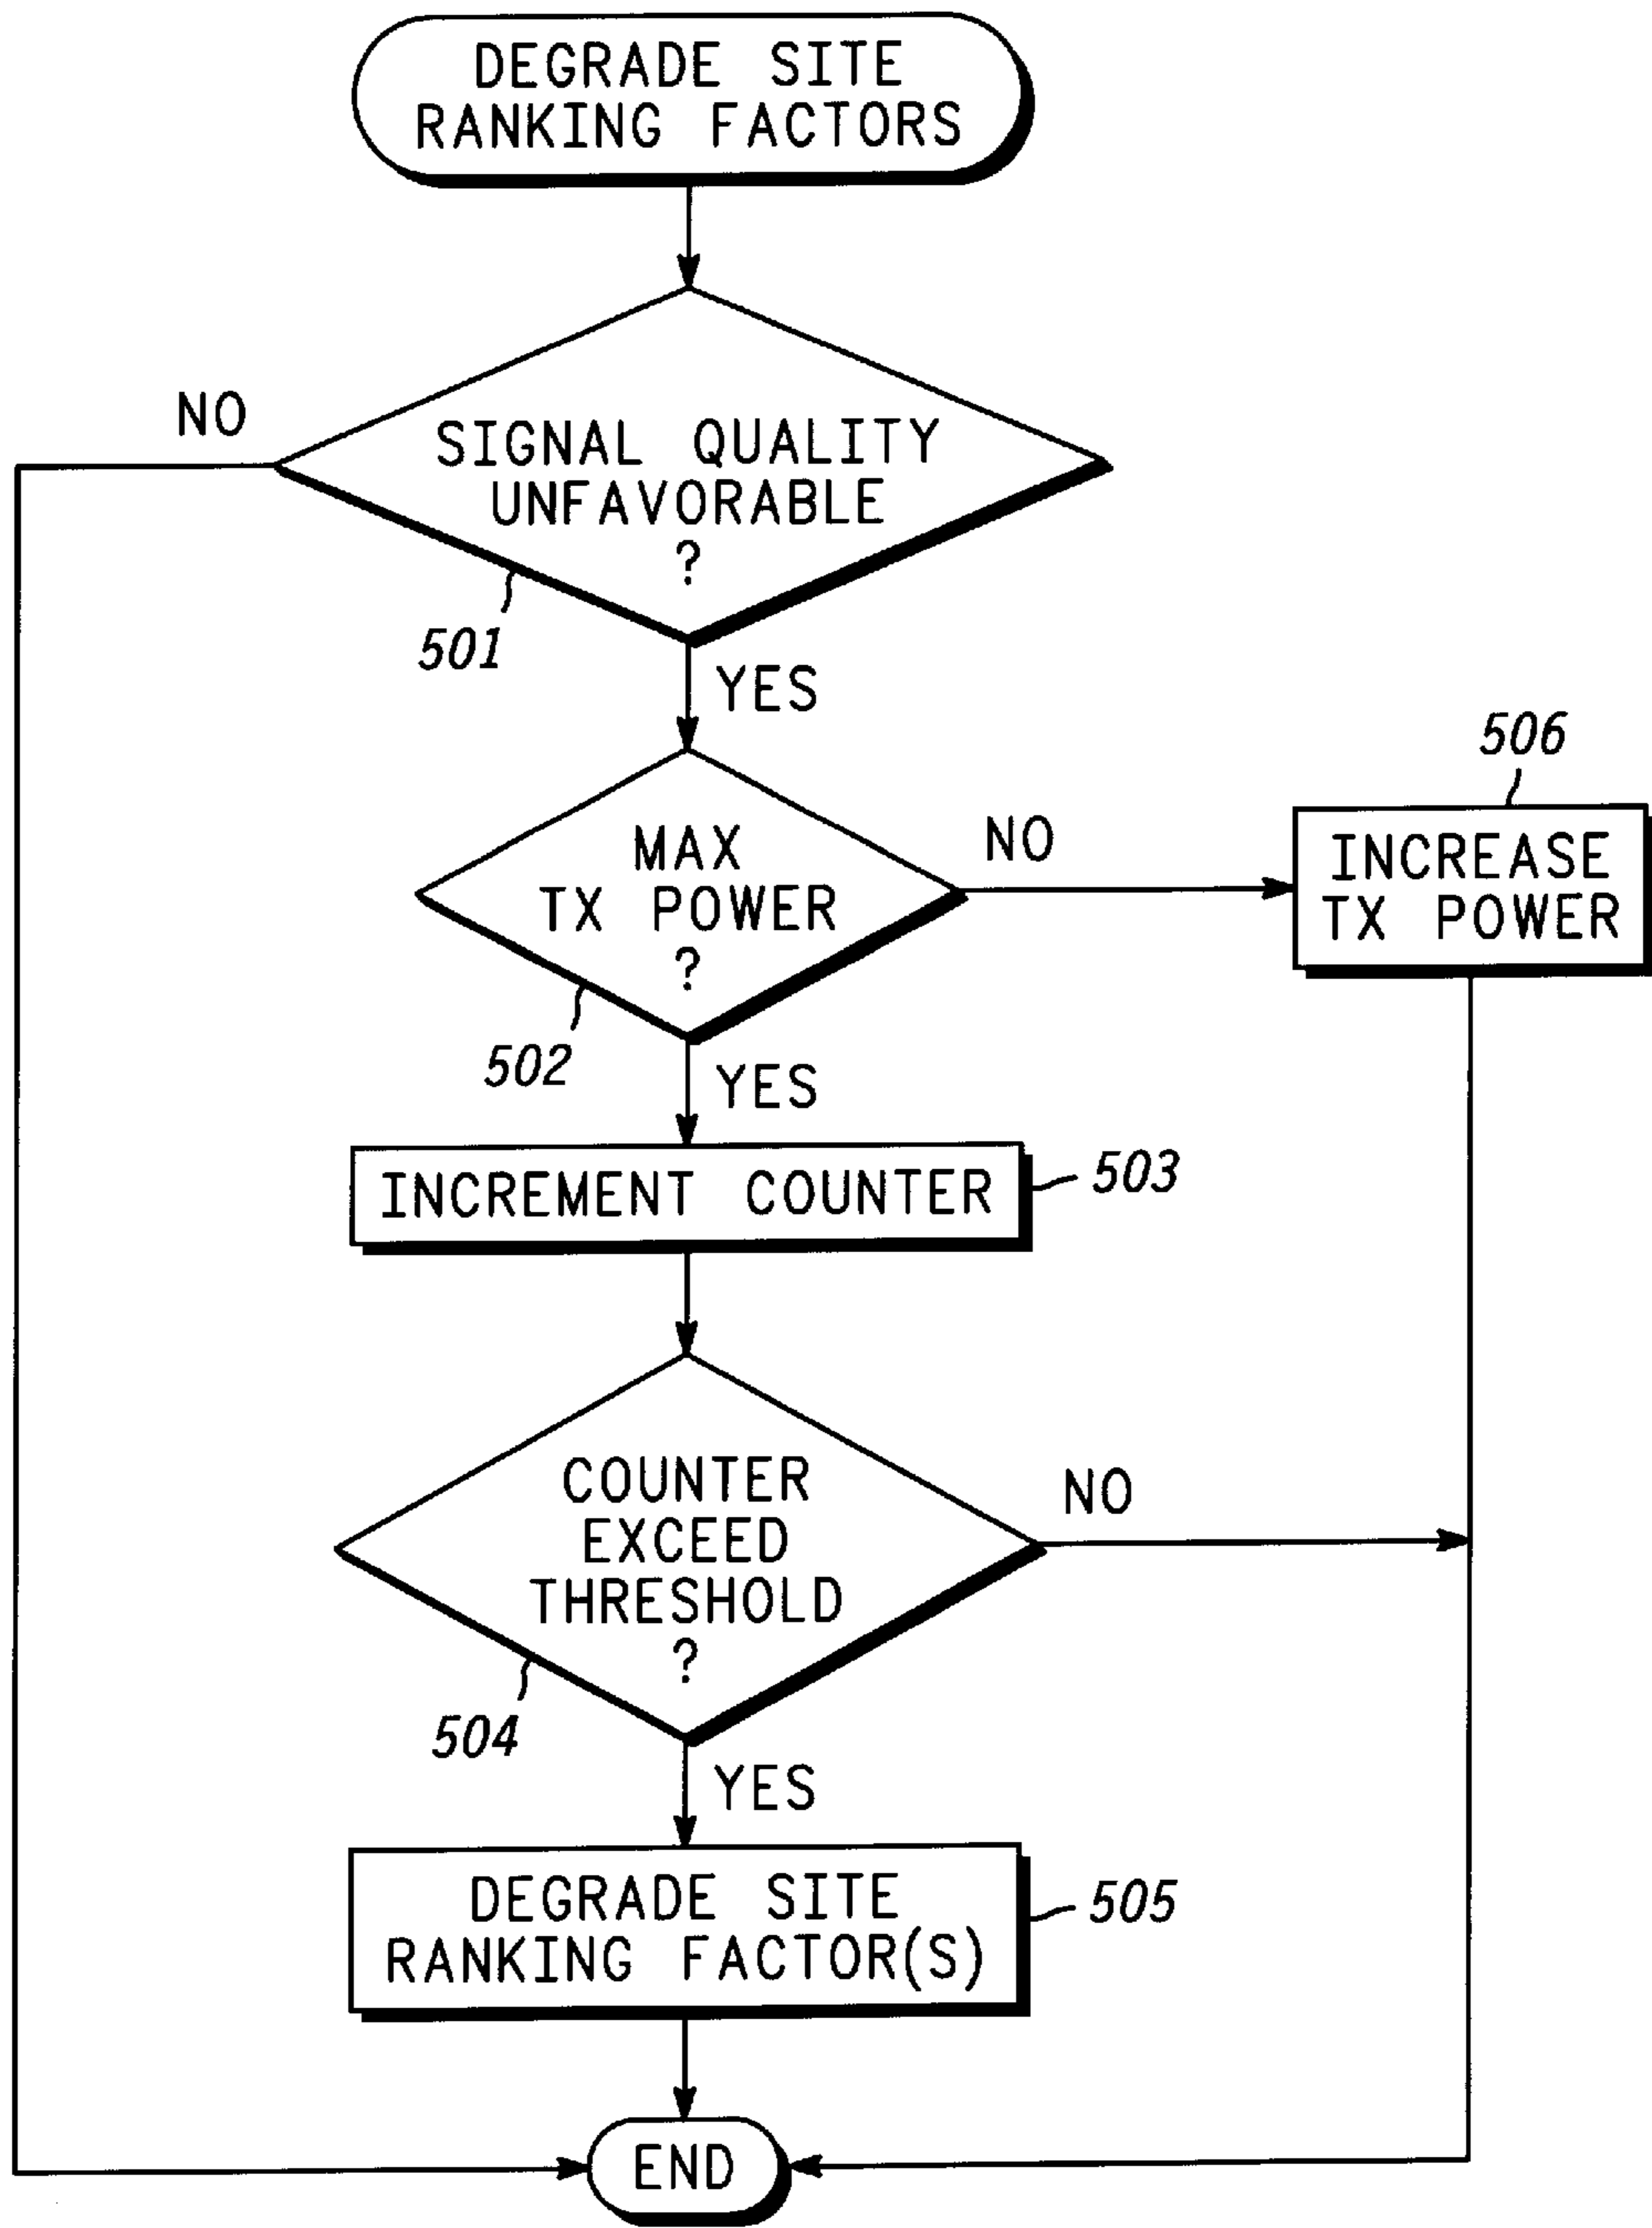 DEGRADE SITE
RANKING FACTORS
NO
SIGNAL QUALITY
UNFAVORABLE
?
501
YES
506
MAX
TX POWER
?
NO
INCREASE
TX POWER
502
YES
INCREMENT COUNTER
503
COUNTER
EXCEED
THRESHOLD
?
NO
504
YES
DEGRADE SITE
RANKING FACTOR(S)
505
END